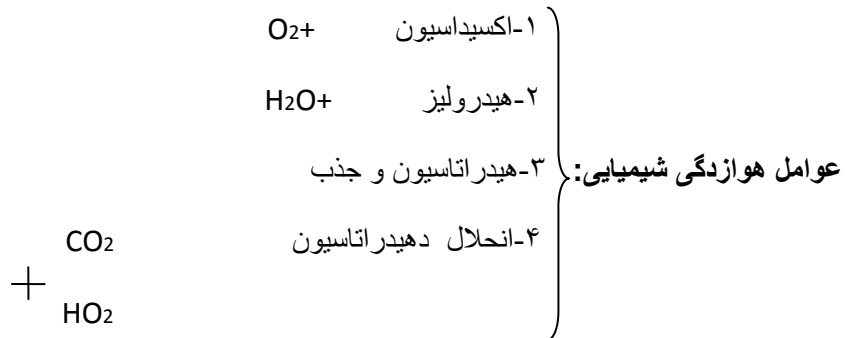 عوامل هوازدگی شیمیایی:
۱-اکسیداسیون O2+
۲-هیدرولیز H2O+
۳-هیدراتاسیون و جذب
۴-انحلال دهیدراتاسیون CO2
+
HO2